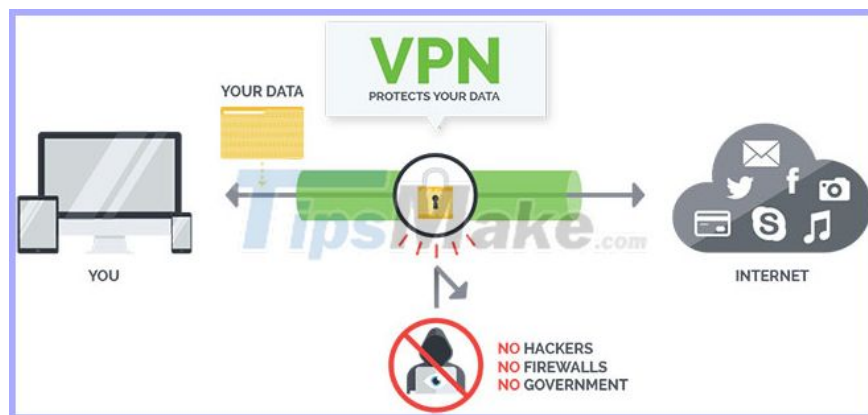 VPN
PROTECTS YOUR DATA
YOUR DATA
TipsMake.com
YOU
INTERNET
NO HACKERS
NO FIREWALLS
NO GOVERNMENT